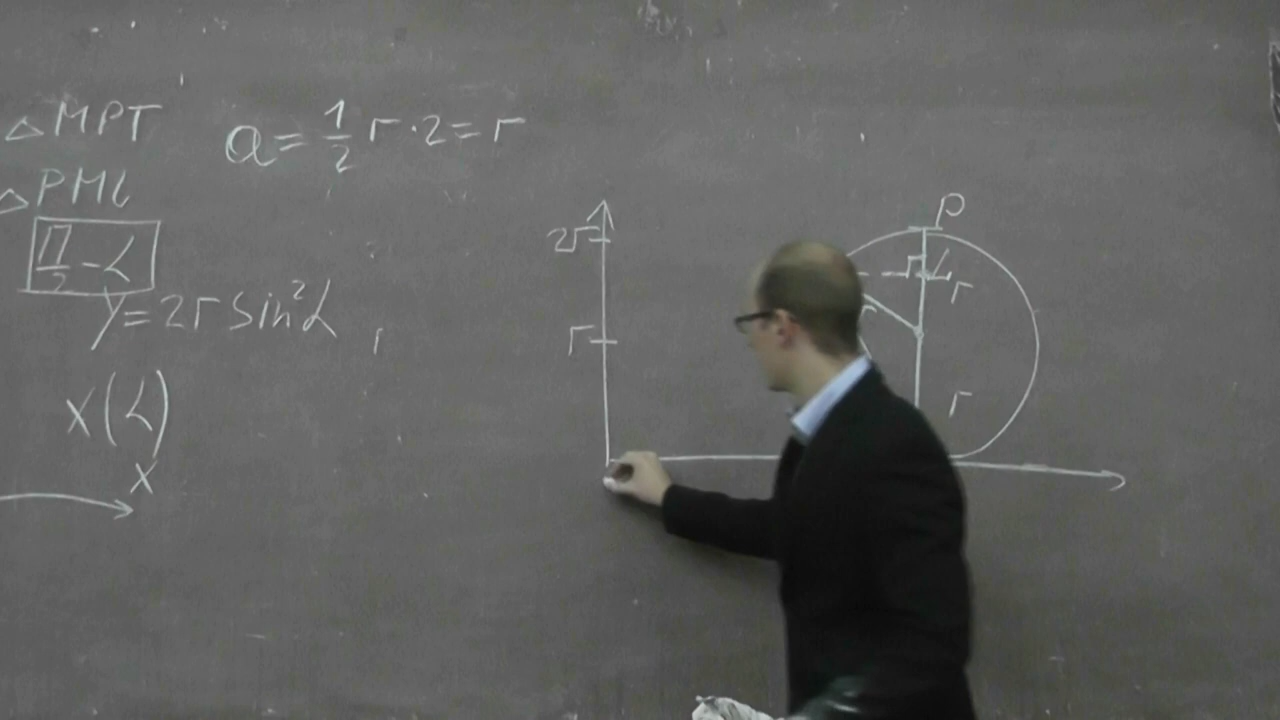 △MPT
a = 1/2 r · 2 = r
△PML
π/2 - α
y = 2r sin²α
x(α)
x
2r
r
P
α
r
r
r